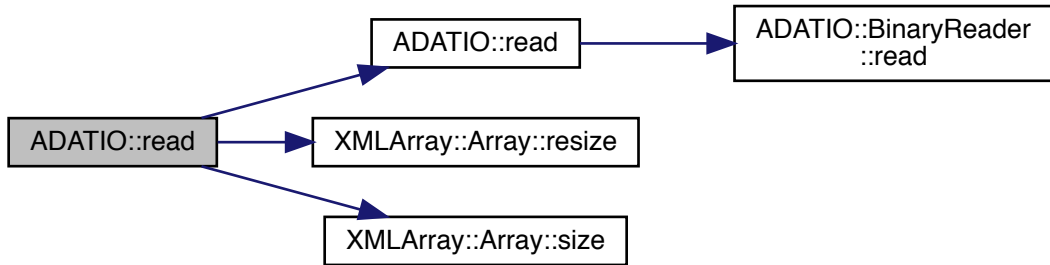 ADATIO::read
ADATIO::BinaryReader
::read
ADATIO::read
XMLArray::Array::resize
XMLArray::Array::size